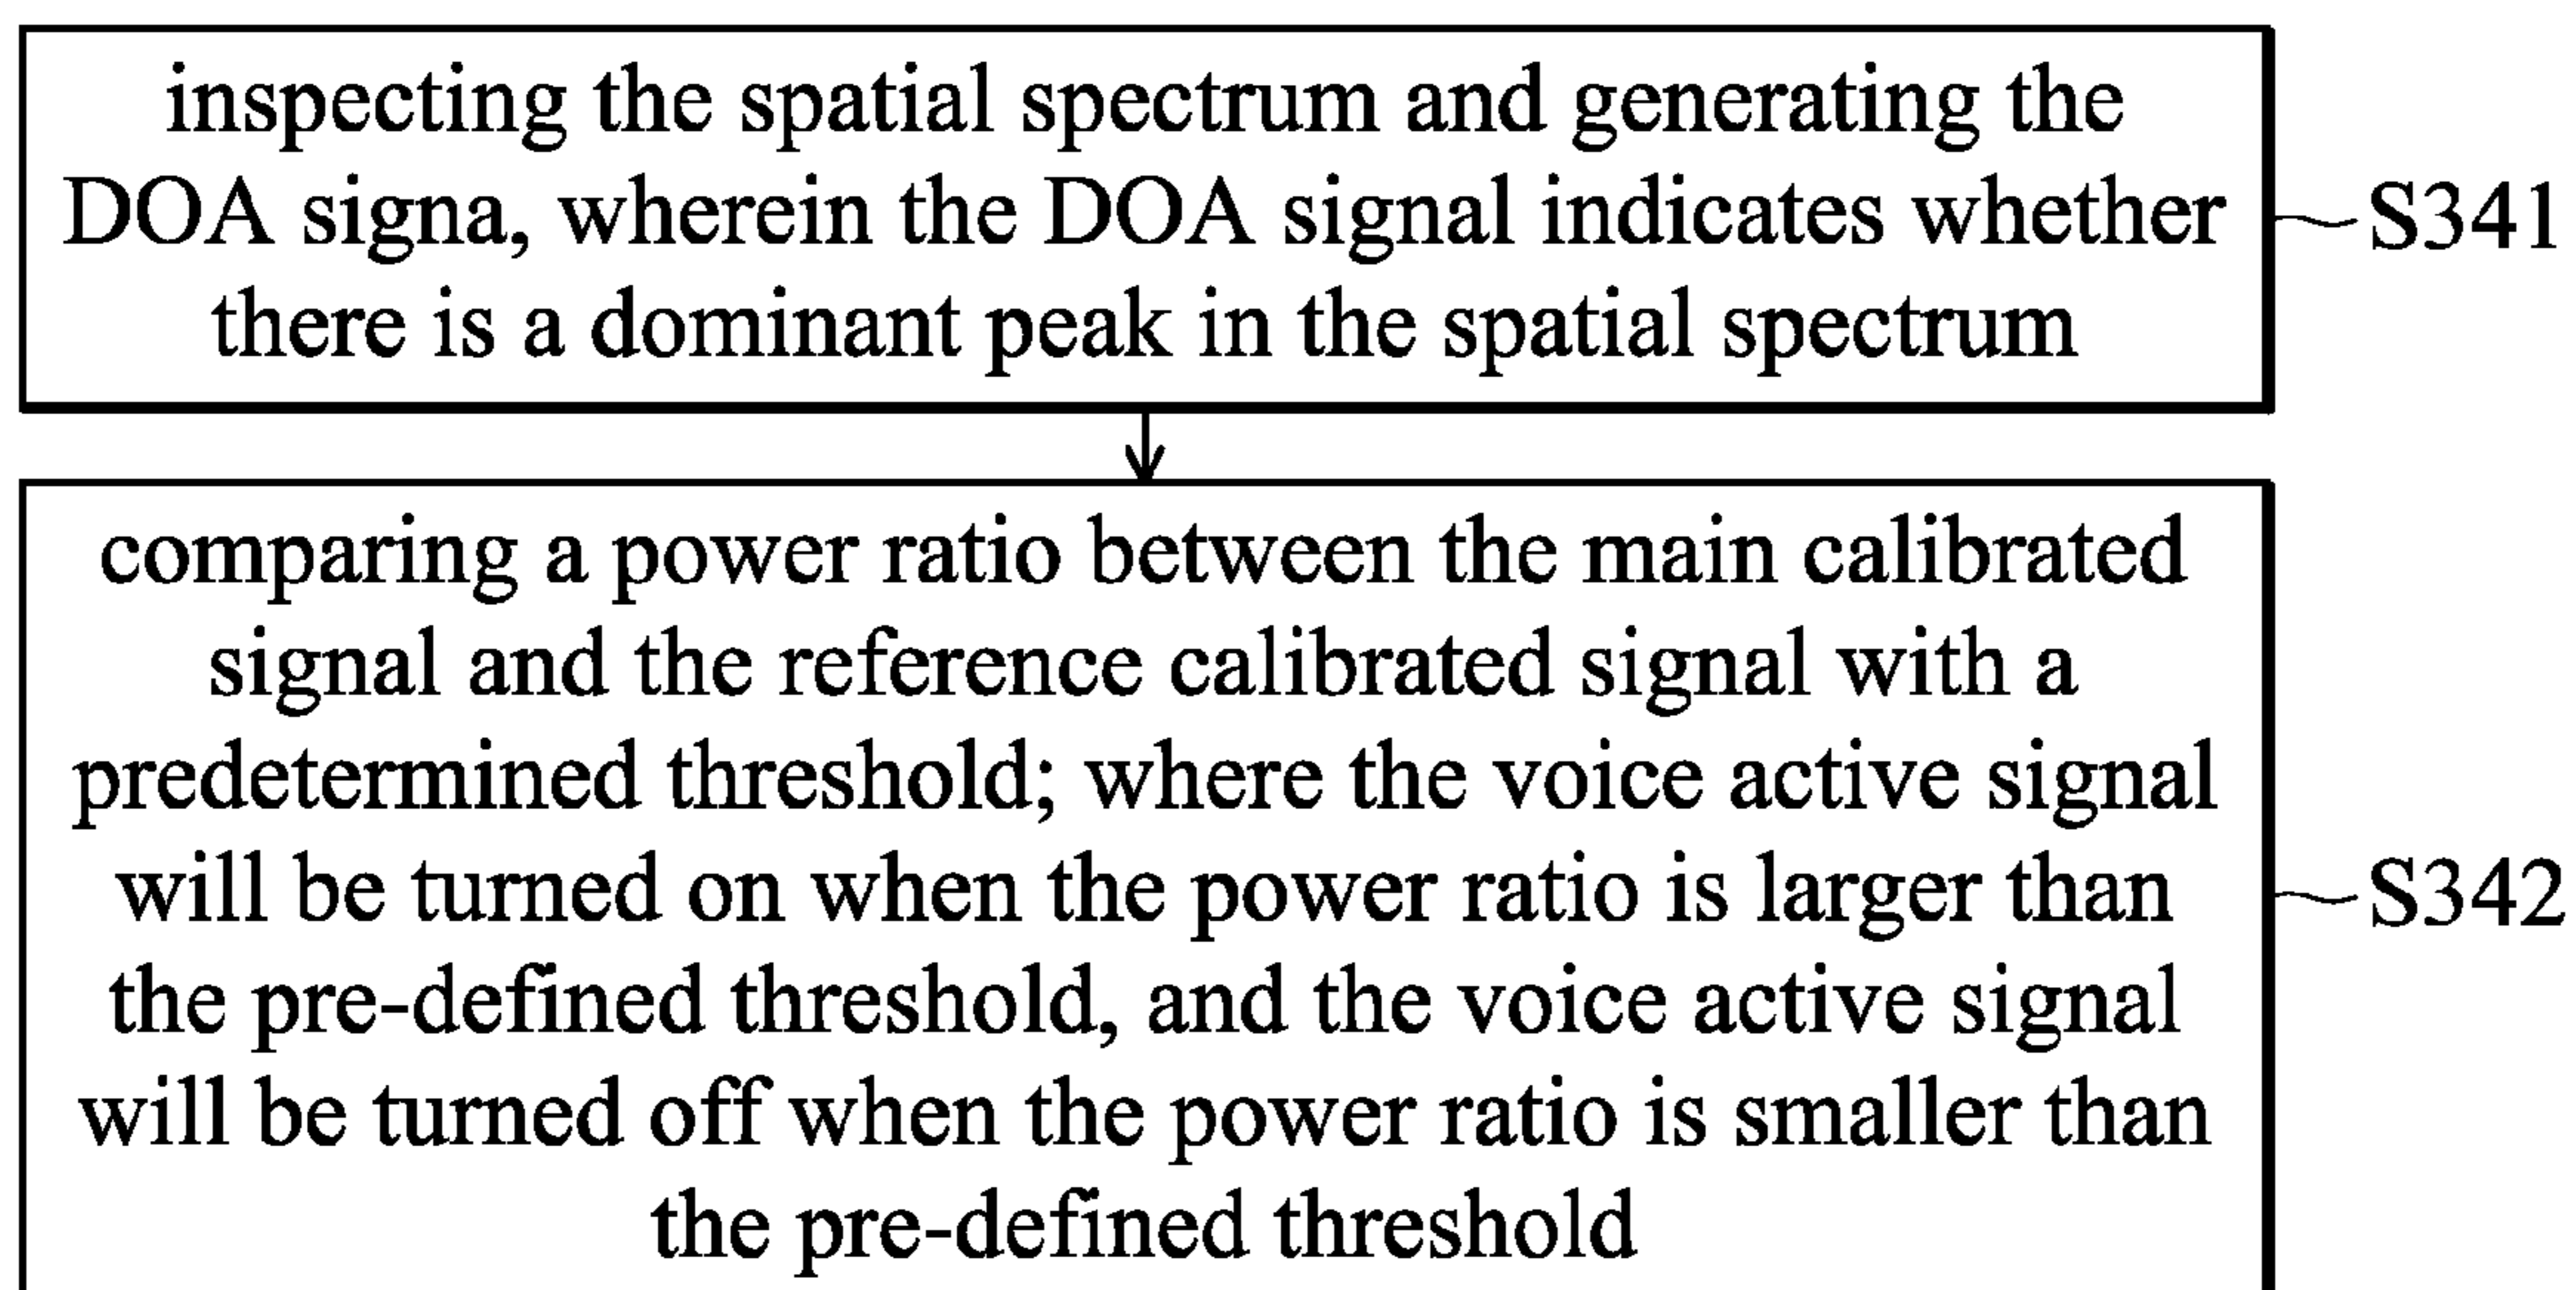 inspecting the spatial spectrum and generating the
DOA signa, wherein the DOA signal indicates whether
there is a dominant peak in the spatial spectrum
S341
comparing a power ratio between the main calibrated
signal and the reference calibrated signal with a
predetermined threshold; where the voice active signal
will be turned on when the power ratio is larger than
the pre-defined threshold, and the voice active signal
will be turned off when the power ratio is smaller than
the pre-defined threshold
S342